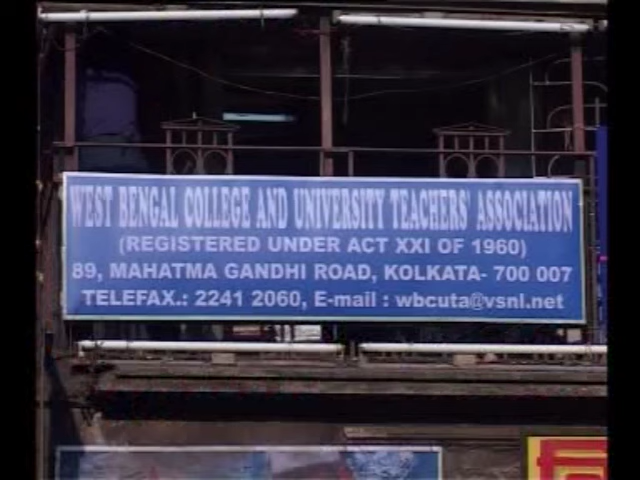 WEST BENGAL COLLEGE AND UNIVERSITY TEACHERS' ASSOCIATION
(REGISTERED UNDER ACT XXI OF 1960)
89, MAHATMA GANDHI ROAD, KOLKATA- 700 007
TELEFAX.: 2241 2060, E-mail : wbcuta@vsnl.net